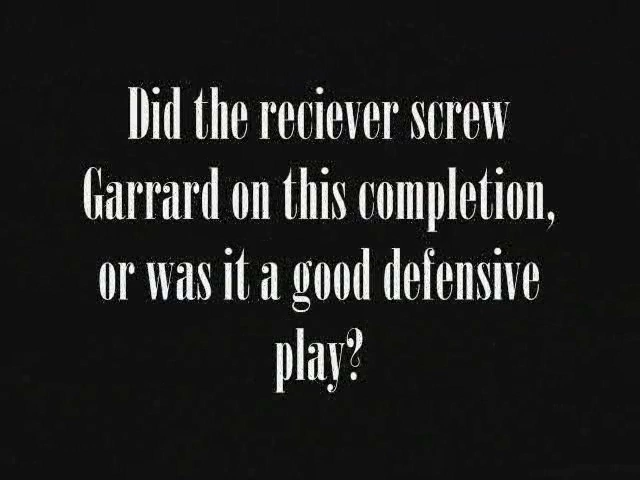 Did the reciever screw
Garrard on this completion,
or was it a good defensive
play?